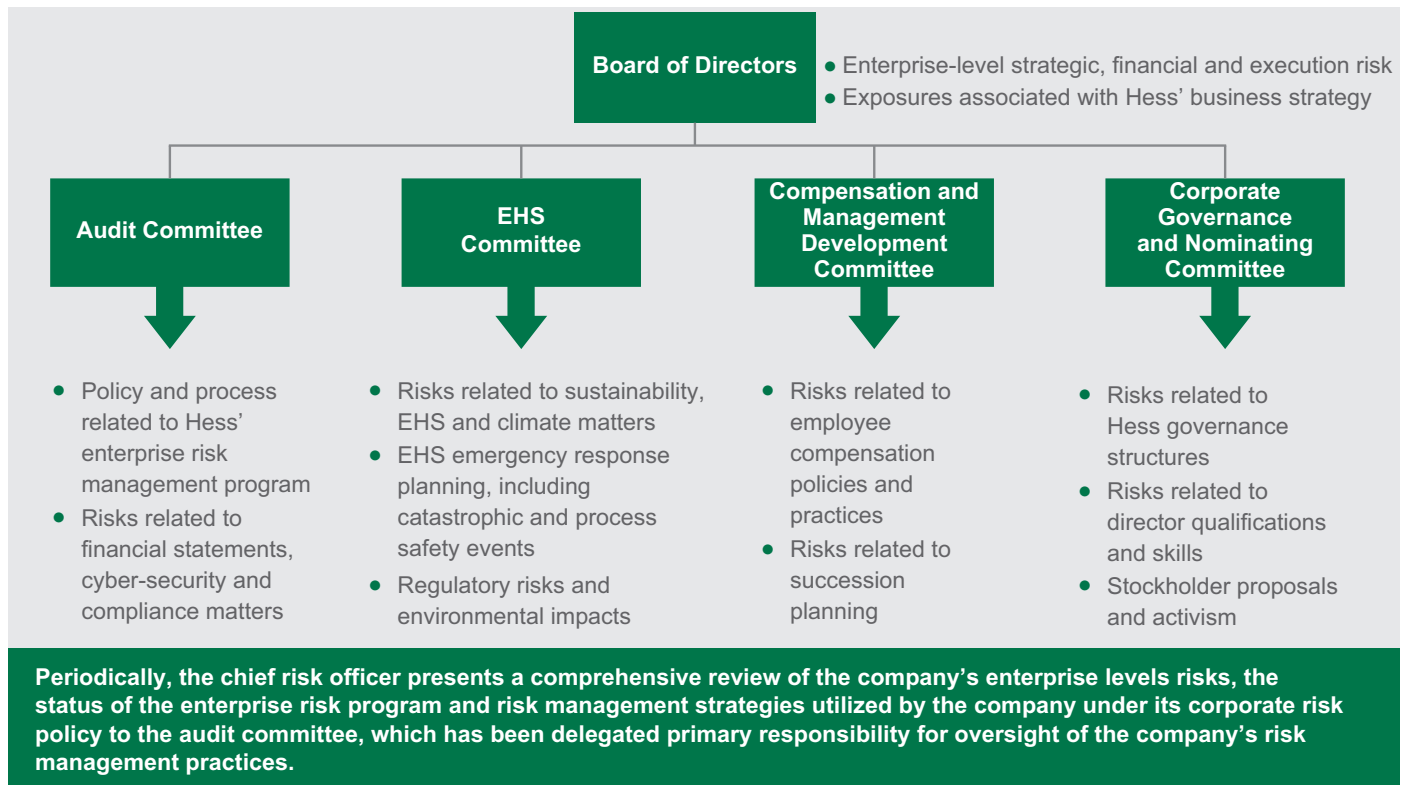 Board of Directors
● Enterprise-level strategic, financial and execution risk
● Exposures associated with Hess' business strategy
Audit Committee
EHS
Committee
Compensation and
Management
Development
Committee
Corporate
Governance
and Nominating
Committee
● Policy and process
related to Hess'
enterprise risk
management program
● Risks related to
financial statements,
cyber-security and
compliance matters
● Risks related to sustainability,
EHS and climate matters
● EHS emergency response
planning, including
catastrophic and process
safety events
● Regulatory risks and
environmental impacts
● Risks related to
employee
compensation
policies and
practices
● Risks related to
succession
planning
● Risks related to
Hess governance
structures
● Risks related to
director qualifications
and skills
● Stockholder proposals
and activism
Periodically, the chief risk officer presents a comprehensive review of the company's enterprise levels risks, the
status of the enterprise risk program and risk management strategies utilized by the company under its corporate risk
policy to the audit committee, which has been delegated primary responsibility for oversight of the company's risk
management practices.